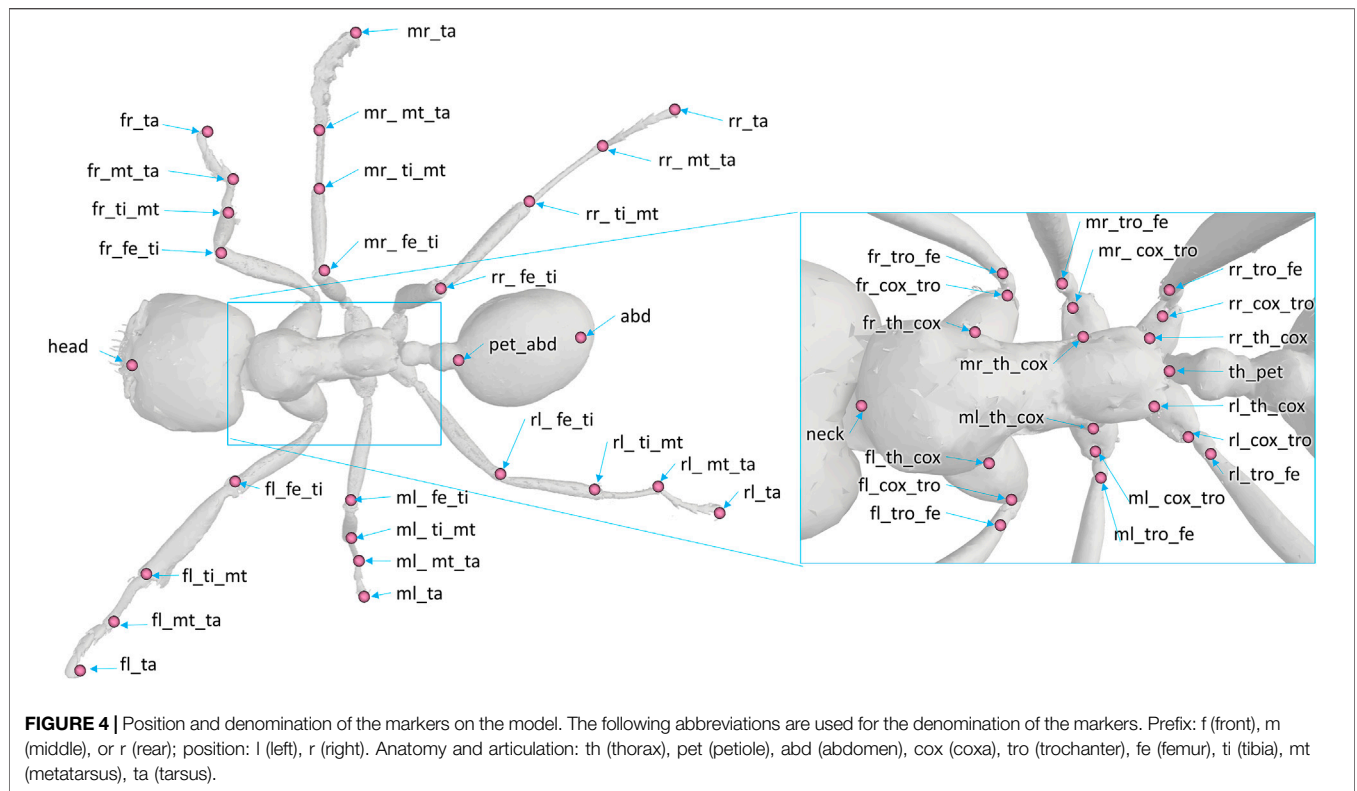 mr_ta
fr_ta
mr_ mt_ta
rr_ta
fr_mt_ta
rr_ mt_ta
mr_ ti_mt
fr_ti_mt
rr_ ti_mt
fr_fe_ti
mr_fe_ti
rr_ fe_ti
head
pet_abd
abd
rl_ fe_ti
rl_ ti_mt
rl_ mt_ta
rl_ta
fl_fe_ti
ml_ fe_ti
ml_ ti_mt
ml_ mt_ta
ml_ta
fl_ti_mt
fl_mt_ta
fl_ta
mr_tro_fe
mr_ cox_tro
fr_tro_fe
fr_cox_tro
rr_tro_fe
rr_cox_tro
fr_th_cox
rr_th_cox
mr_th_cox
th_pet
rl_th_cox
ml_th_cox
neck
rl_cox_tro
fl_th_cox
rl_tro_fe
fl_cox_tro
ml_ cox_tro
fl_tro_fe
ml_tro_fe
FIGURE 4 | Position and denomination of the markers on the model. The following abbreviations are used for the denomination of the markers. Prefix: f (front), m
(middle), or r (rear); position: l (left), r (right). Anatomy and articulation: th (thorax), pet (petiole), abd (abdomen), cox (coxa), tro (trochanter), fe (femur), ti (tibia), mt
(metatarsus), ta (tarsus).